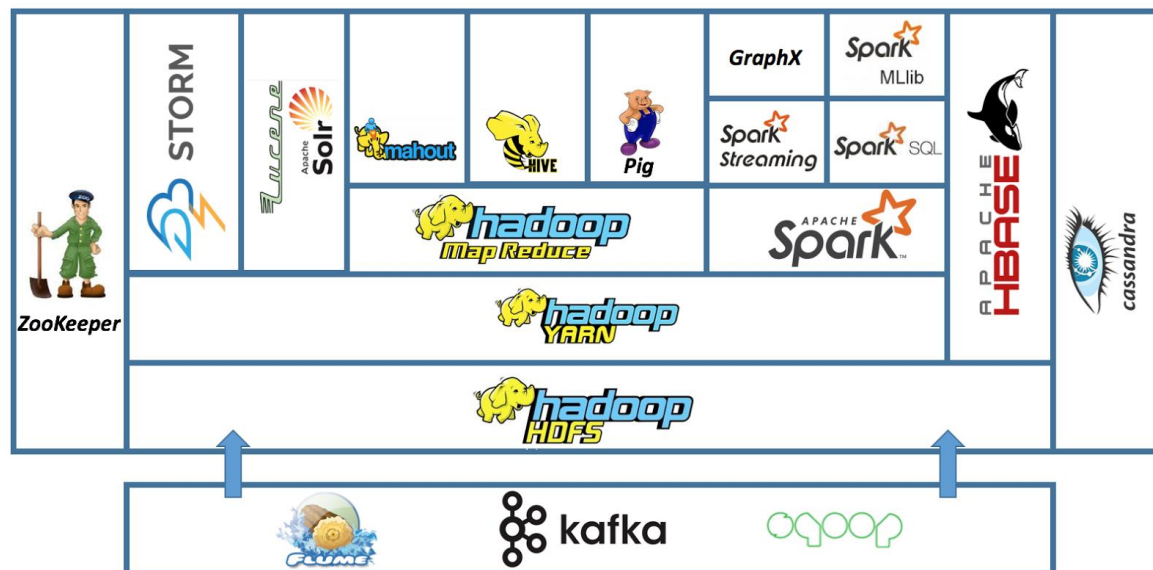 ZooKeeper
STORM
Lucene
Apache
Solr
mahout
HIVE
Pig
GraphX
Spark
MLlib
Spark
Streaming
Spark SQL
hadoop
Map Reduce
APACHE
Spark™
APACHE
HBASE
cassandra
hadoop
YARN
hadoop
HDFS
FLUME
kafka
sqoop